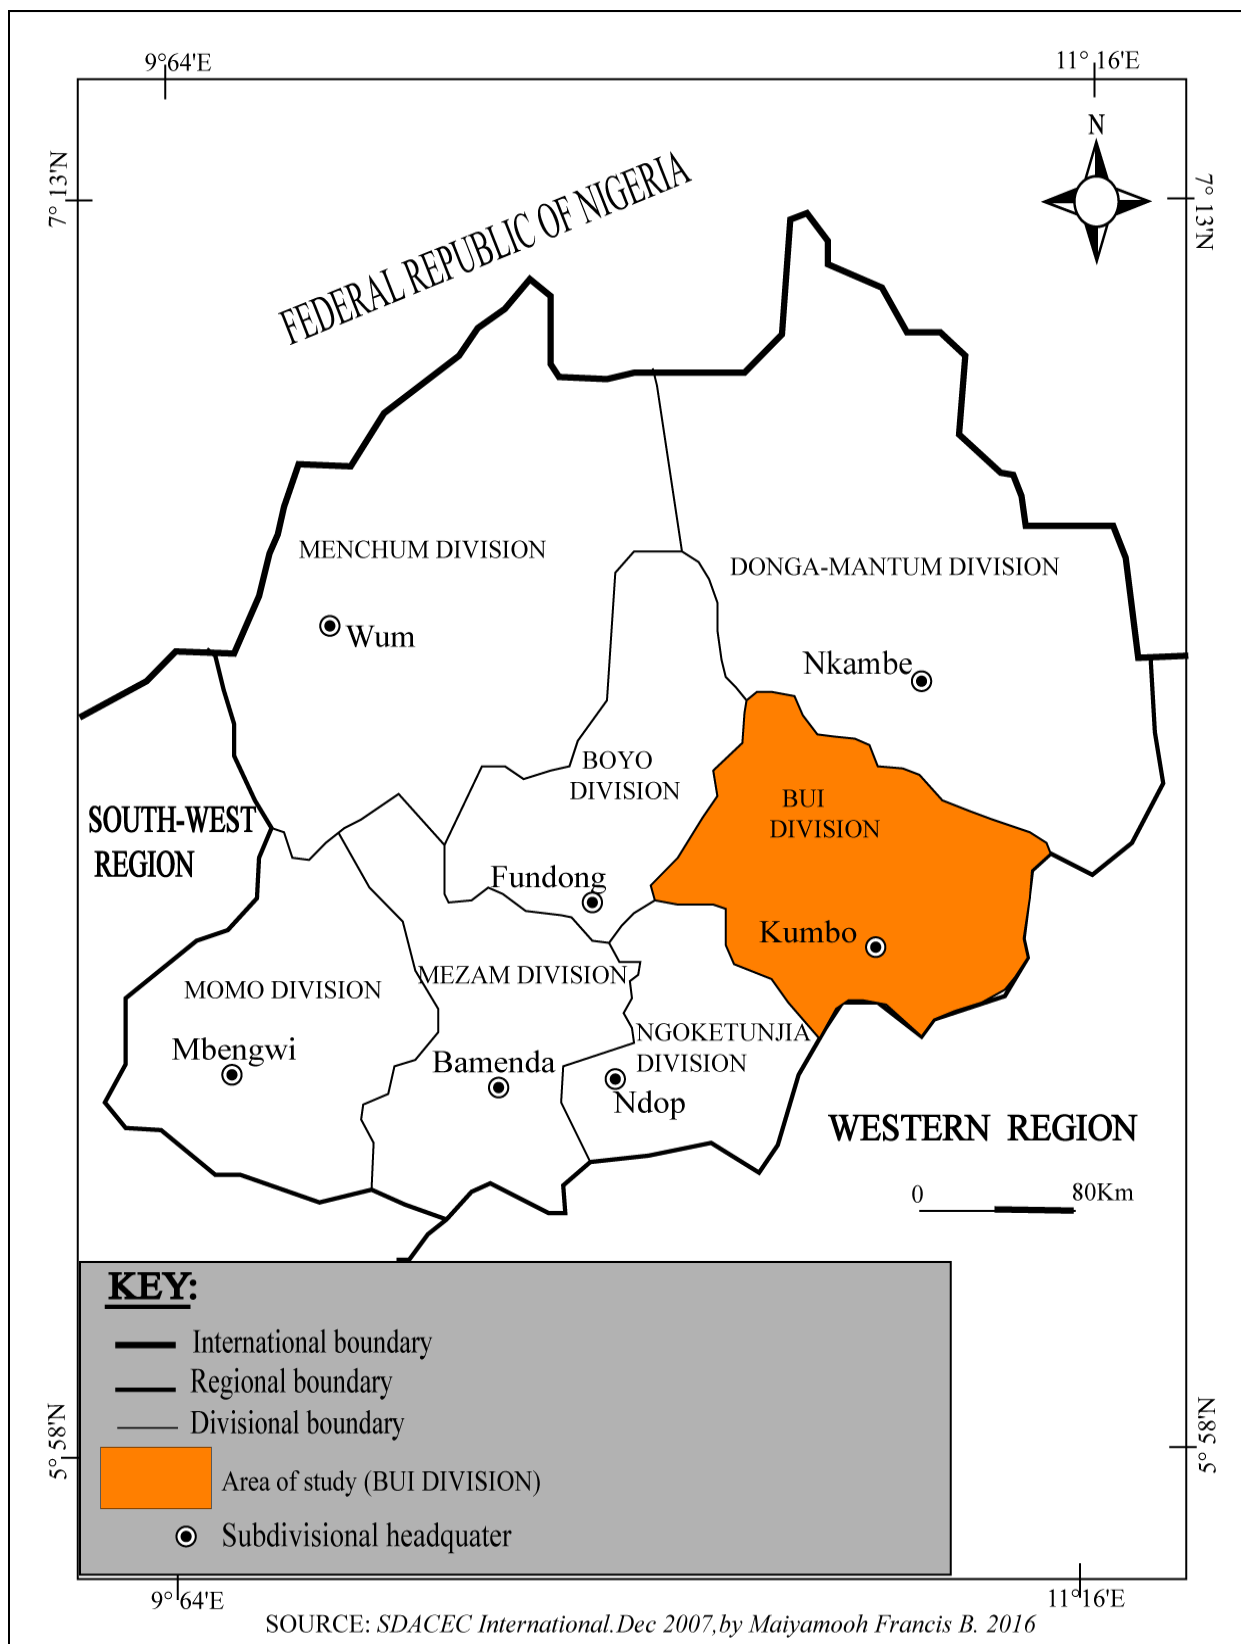 9°64'E
11°16'E
N
7°13'N
7°13'N
FEDERAL REPUBLIC OF NIGERIA
MENCHUM DIVISION
DONGA-MANTUM DIVISION
Wum
Nkambe
BOYO
DIVISION
BUI
DIVISION
SOUTH-WEST
REGION
Fundong
Kumbo
MEZAM DIVISION
MOMO DIVISION
NGOKETUNJIA
DIVISION
Mbengwi
Bamenda
Ndop
WESTERN REGION
0
80Km
KEY:
International boundary
Regional boundary
Divisional boundary
Area of study (BUI DIVISION)
Subdivisional headquater
5°58'N
5°58'N
9°64'E
11°16'E
SOURCE: SDACEC International.Dec 2007,by Maiyamooh Francis B. 2016